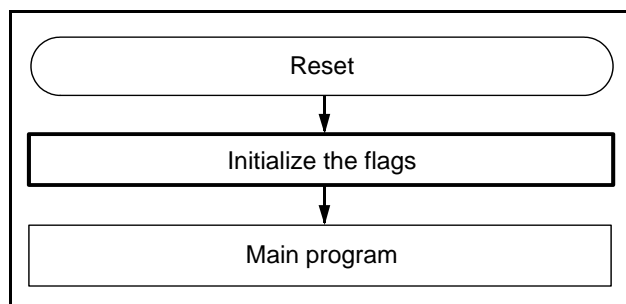 Reset
Initialize the flags
Main program